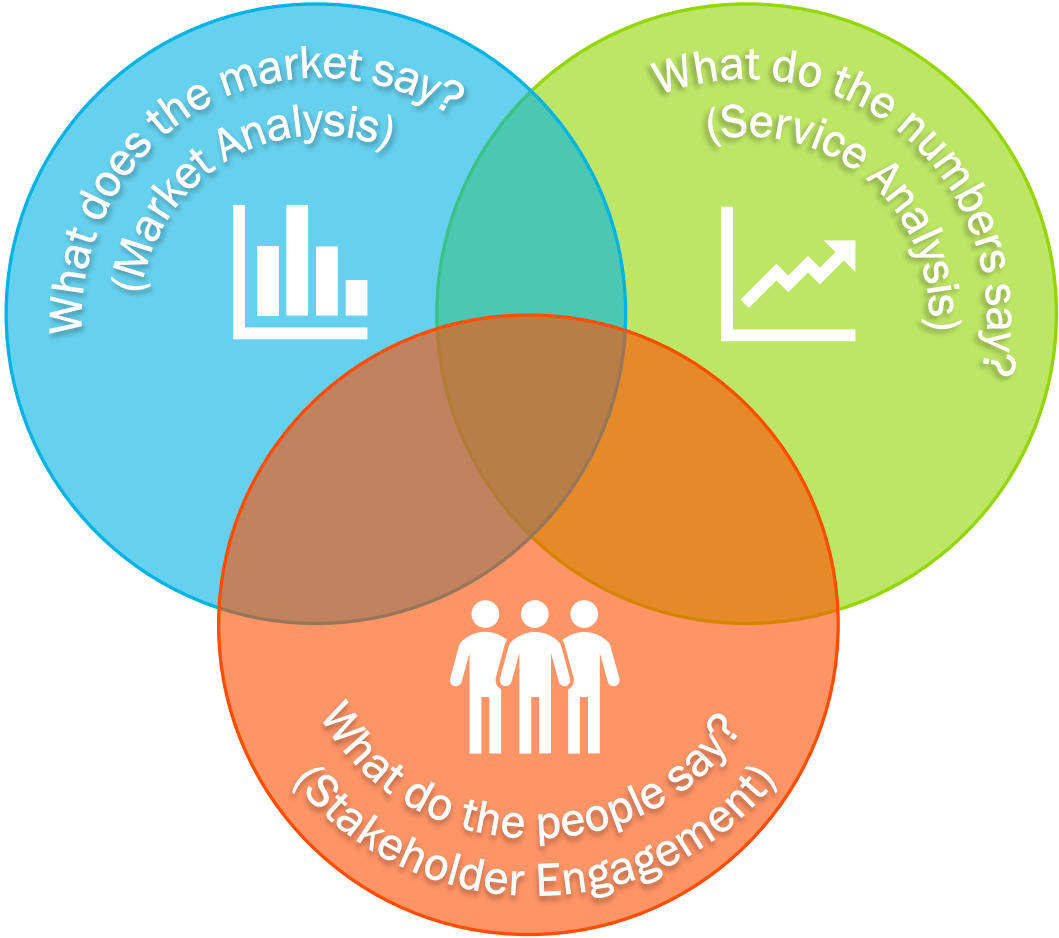 What does the market say?
(Market Analysis)
What do the numbers say?
(Service Analysis)
What do the people say?
(Stakeholder Engagement)